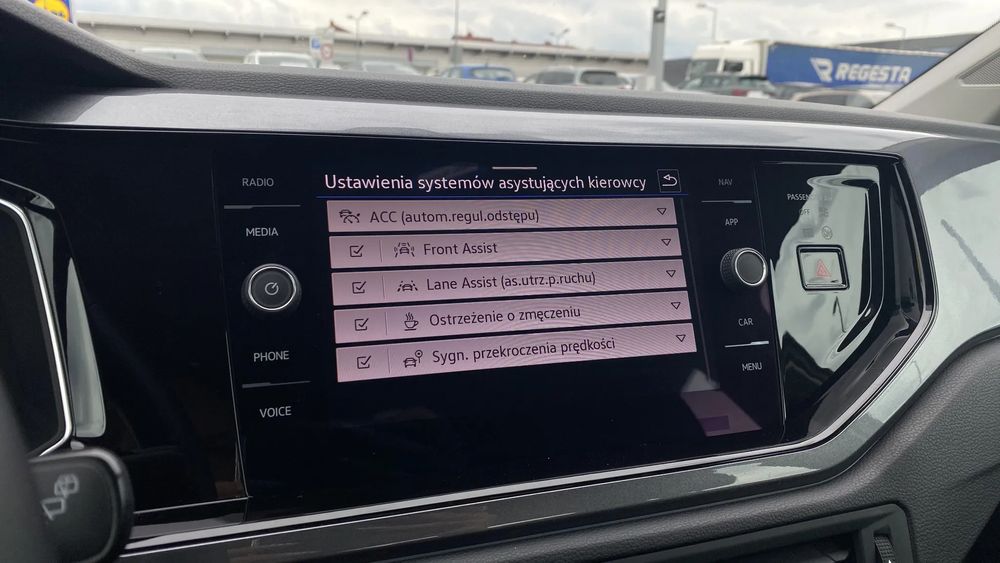 REGESTA
RADIO
MEDIA
PHONE
VOICE
Ustawienia systemów asystujących kierowcy
ACC (autom.regul.odstępu)
Front Assist
Lane Assist (as.utrz.p.ruchu)
Ostrzeżenie o zmęczeniu
Sygn. przekroczenia prędkości
NAV
APP
CAR
MENU